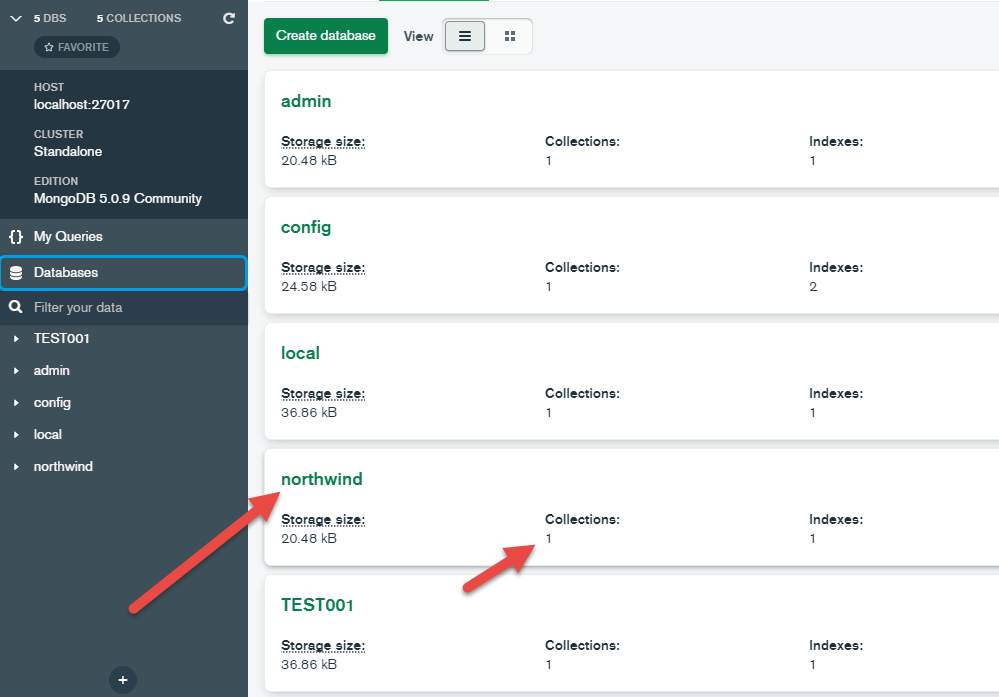 5 DBS 5 COLLECTIONS
FAVORITE
HOST
localhost:27017
CLUSTER
Standalone
EDITION
MongoDB 5.0.9 Community
{} My Queries
Databases
Filter your data
TEST001
admin
config
local
northwind
+
Create database View
admin
Storage size: Collections: Indexes:
20.48 kB 1 1
config
Storage size: Collections: Indexes:
24.58 kB 1 2
local
Storage size: Collections: Indexes:
36.86 kB 1 1
northwind
Storage size: Collections: Indexes:
20.48 kB 1 1
TEST001
Storage size: Collections: Indexes:
36.86 kB 1 1